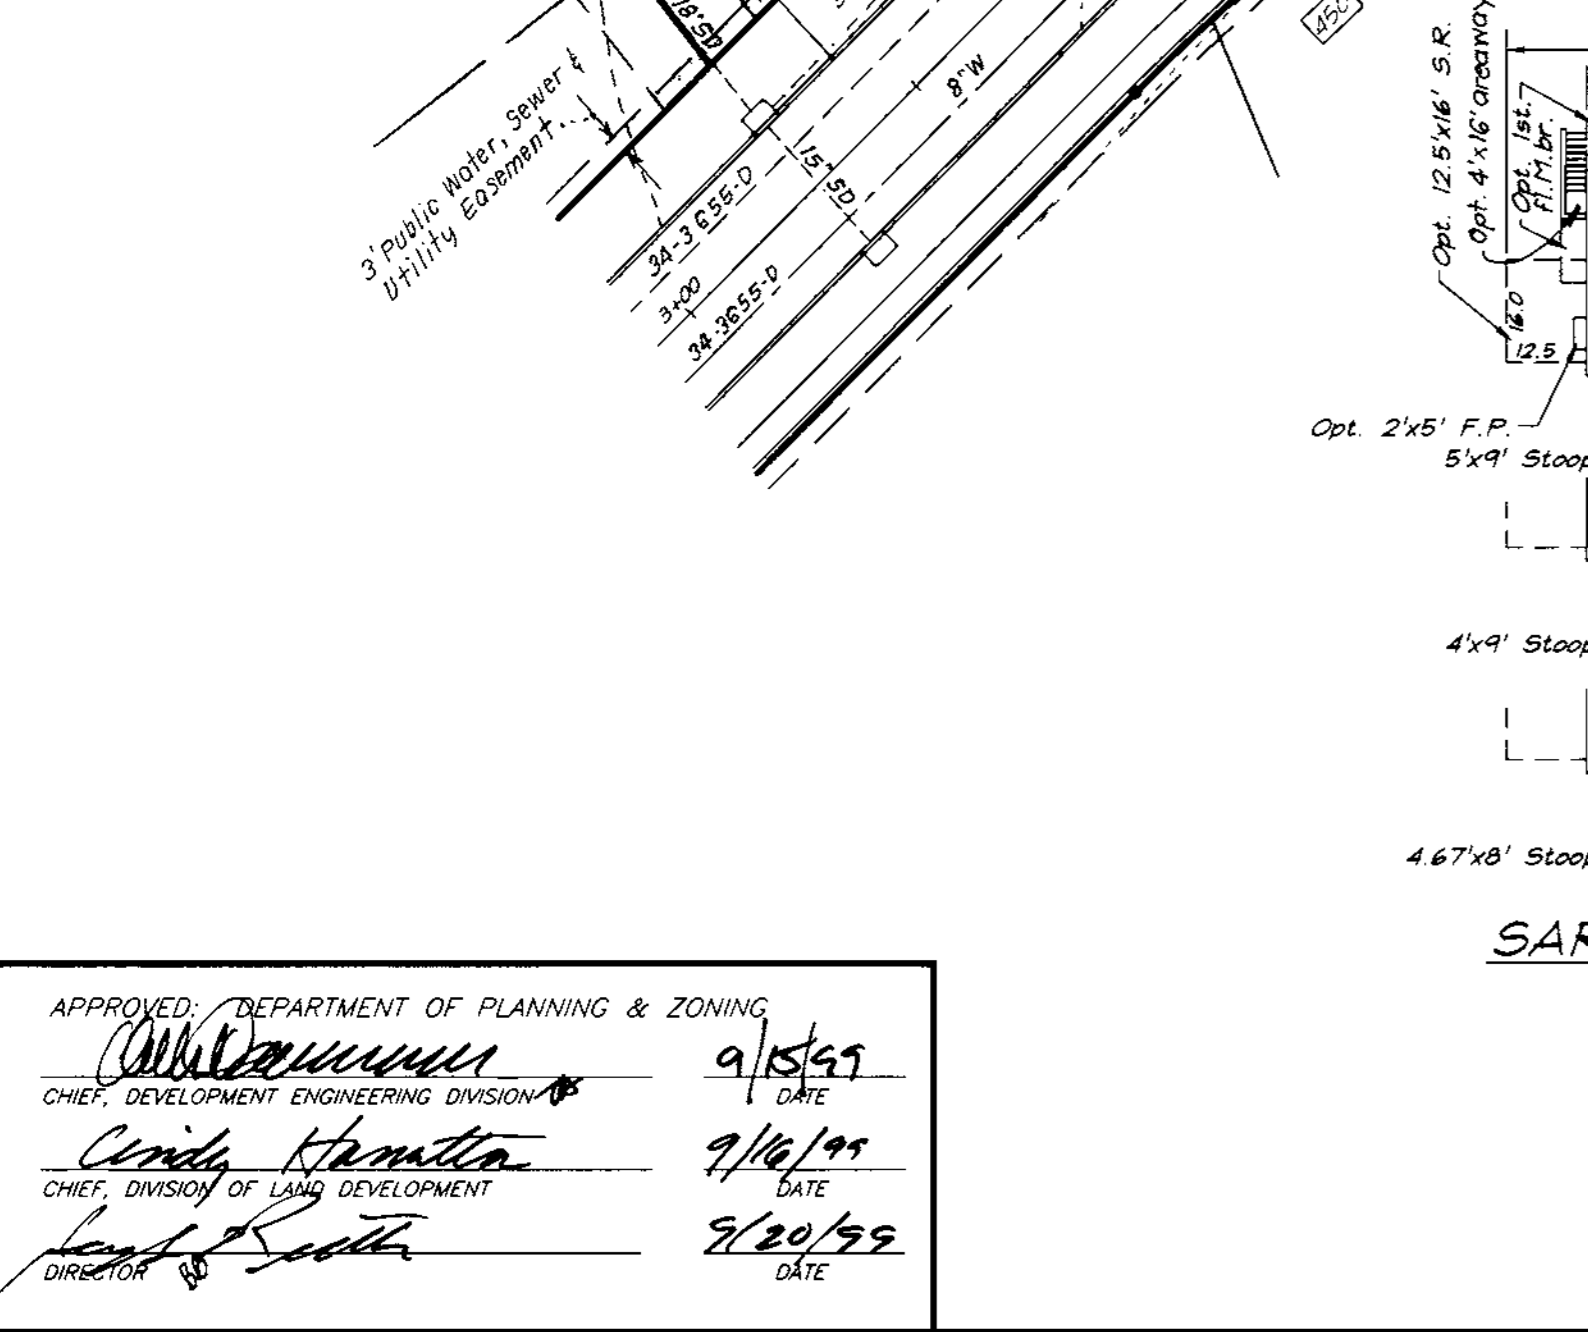 18"SD
3' Public Water, Sewer &
Utility Easement...
15" SD
8"W
34-3655-D
3+00
34-3655-D
450
Opt. 12.5'x16' S.R.
Opt. 4'x16' areaway
Opt. 1st.
Fl.M.br.
16.0
12.5
Opt. 2'x5' F.P.
5'x9' Stoop
4'x9' Stoop
4.67'x8' Stoop
SAR
APPROVED: DEPARTMENT OF PLANNING & ZONING
9/15/99
CHIEF, DEVELOPMENT ENGINEERING DIVISION DATE
Cindy Hamilton 9/16/99
CHIEF, DIVISION OF LAND DEVELOPMENT DATE
9/20/99
DIRECTOR DATE